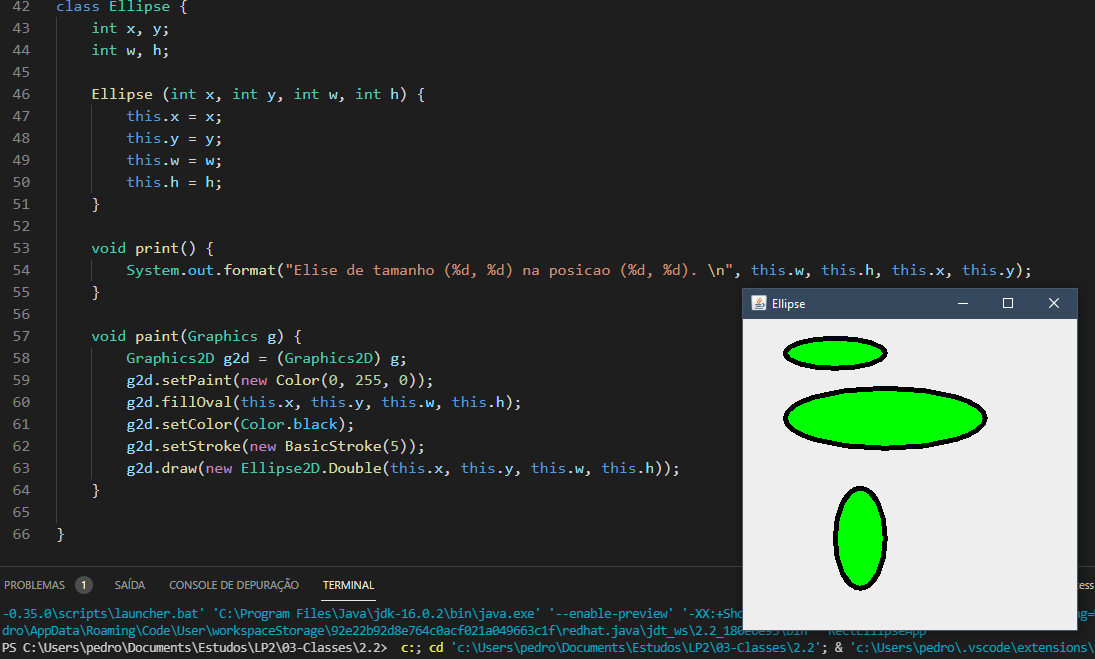 42 class Ellipse {
43 int x, y;
44 int w, h;
45
46 Ellipse (int x, int y, int w, int h) {
47 this.x = x;
48 this.y = y;
49 this.w = w;
50 this.h = h;
51 }
52
53 void print() {
54 System.out.format("Elise de tamanho (%d, %d) na posicao (%d, %d). \n", this.w, this.h, this.x, this.y);
55 }
56
57 void paint(Graphics g) {
58 Graphics2D g2d = (Graphics2D) g;
59 g2d.setPaint(new Color(0, 255, 0));
60 g2d.fillOval(this.x, this.y, this.w, this.h);
61 g2d.setColor(Color.black);
62 g2d.setStroke(new BasicStroke(5));
63 g2d.draw(new Ellipse2D.Double(this.x, this.y, this.w, this.h));
64 }
65
66 }
Ellipse
PROBLEMAS 1 SAÍDA CONSOLE DE DEPURAÇÃO TERMINAL
-0.35.0\scripts\launcher.bat' 'C:\Program Files\Java\jdk-16.0.2\bin\java.exe' '--enable-preview' '-XX:+Sho
dro\AppData\Roaming\Code\User\workspaceStorage\92e22b92d8e764c0acf021a049663c1f\redhat.java\jdt_ws\2.2_
PS C:\Users\pedro\Documents\Estudos\LP2\03-Classes\2.2> c:; cd 'c:\Users\pedro\Documents\Estudos\LP2\03-Classes\2.2'; & 'c:\Users\pedro\.vscode\extensions\